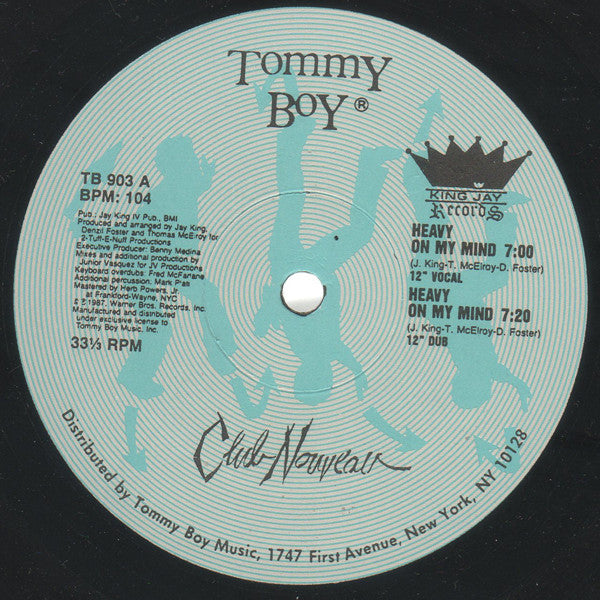 Tommy
Boy ®
TB 903 A
BPM: 104
Pub.: Jay King IV Pub., BMI
Produced and arranged by Jay King,
Denzil Foster and Thomas McElroy for
2-Tuff-E-Nuff Productions
Executive Producer: Benny Medina
Mixes and additional production by
Junior Vasquez for JV Productions
Keyboard overdubs: Fred McFarlane
Additional percussion: Mark Platt
Mastered by Herb Powers, Jr.
at Frankford-Wayne, NYC
© ℗ 1987, Warner Bros. Records, Inc.
Manufactured and distributed
under exclusive license to
Tommy Boy Music, Inc.
33⅓ RPM
KING JAY
Records
HEAVY
ON MY MIND 7:00
(J. King-T. McElroy-D. Foster)
12" VOCAL
HEAVY
ON MY MIND 7:20
(J. King-T. McElroy-D. Foster)
12" DUB
Club Nouveau
Distributed by Tommy Boy Music, 1747 First Avenue, New York, NY 10128